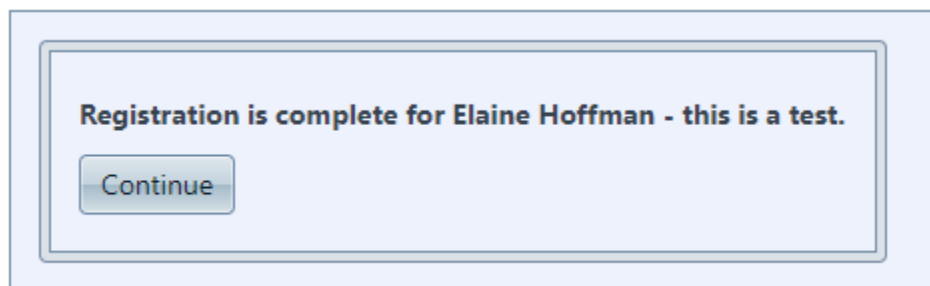 Registration is complete for Elaine Hoffman - this is a test.
Continue